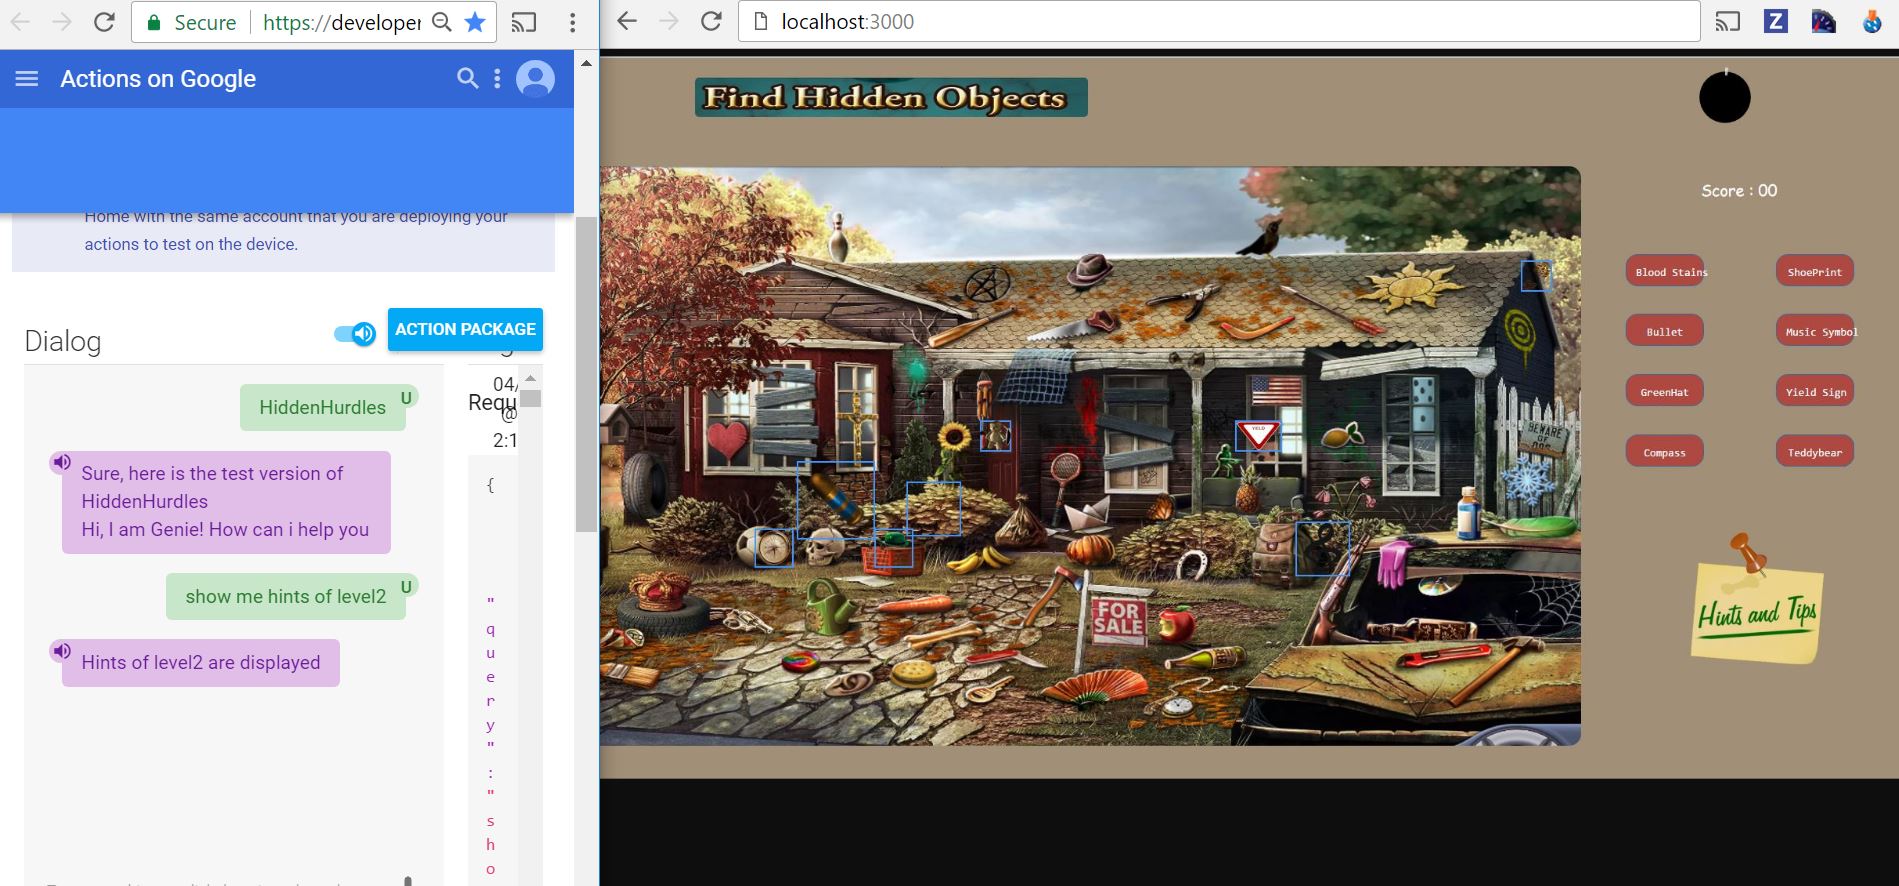 Secure
https://developer
localhost:3000
Z
Actions on Google
Home with the same account that you are deploying your
actions to test on the device.
Dialog
ACTION PACKAGE
HiddenHurdles
U
Sure, here is the test version of
HiddenHurdles
Hi, I am Genie! How can i help you
show me hints of level2
U
Hints of level2 are displayed
04/
Requ
@
2:1
{
"
q
u
e
r
y
"
:
"
s
h
o
Find Hidden Objects
YIELD
BEWARE
OF
FOR
SALE
Score : 00
Blood Stains
ShoePrint
Bullet
Music Symbol
GreenHat
Yield Sign
Compass
Teddybear
Hints and Tips